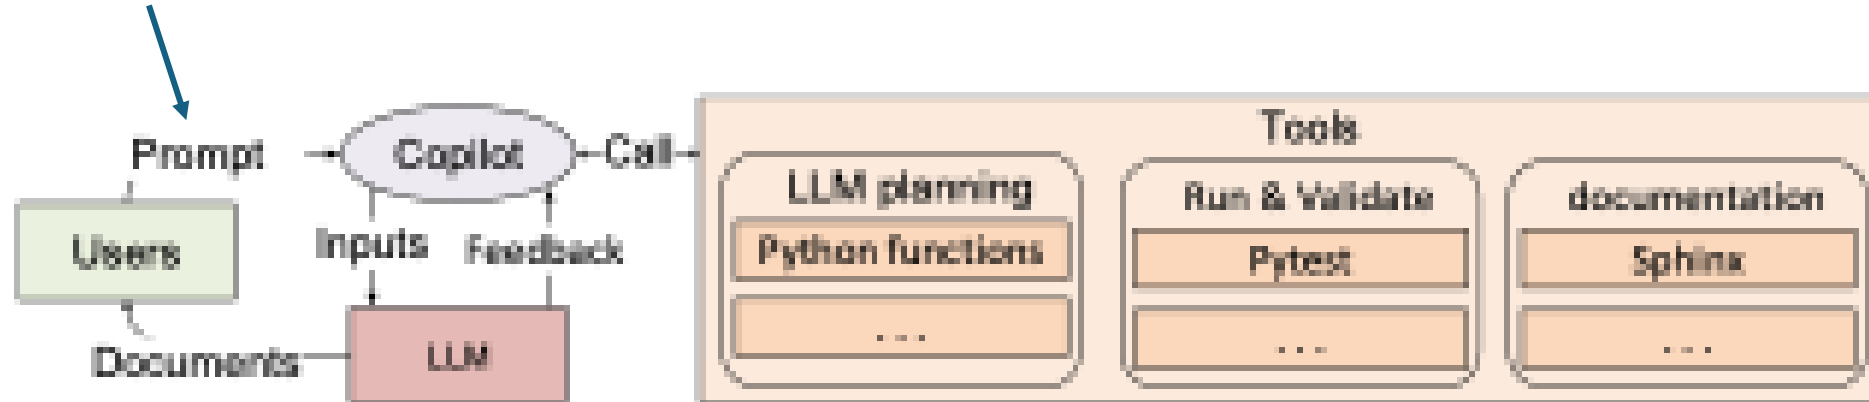 Tools
Prompt
Copilot
Call
LLM planning
Run & Validate
documentation
Users
Inputs
Feedback
Python functions
Pytest
Sphinx
...
...
...
Documents
LLM